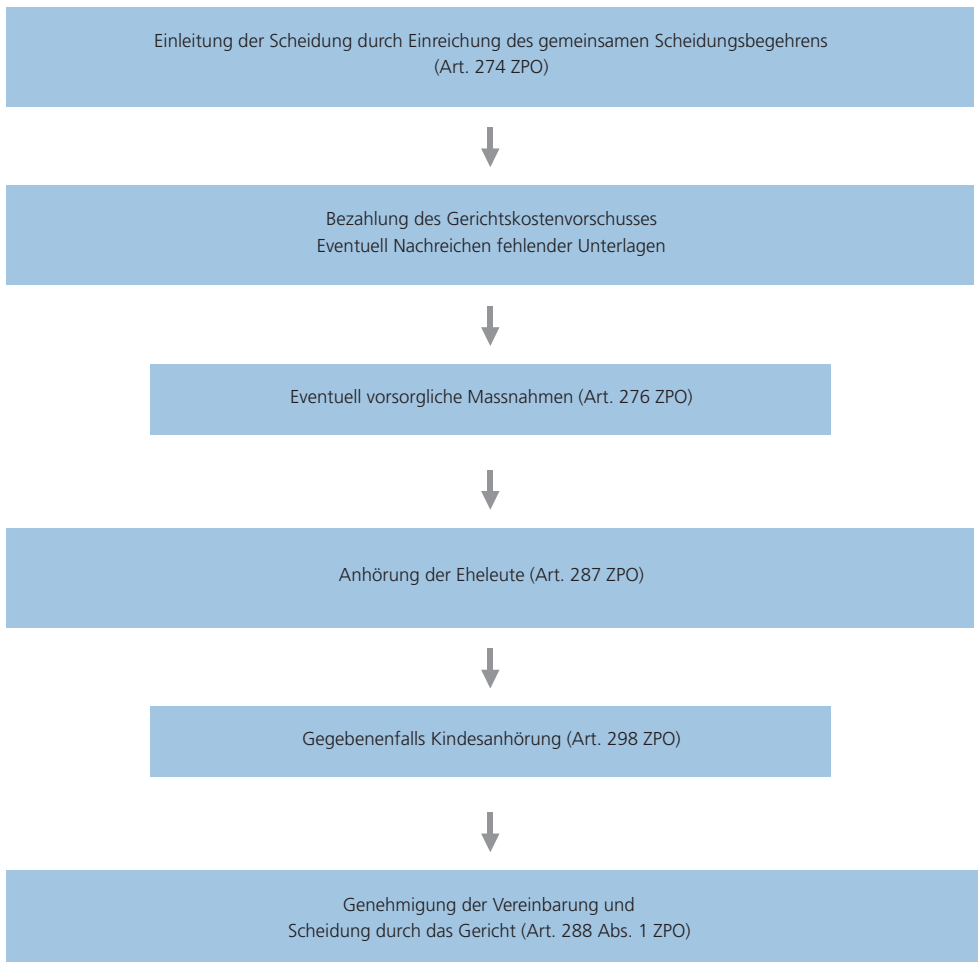 Einleitung der Scheidung durch Einreichung des gemeinsamen Scheidungsbegehrens
(Art. 274 ZPO)
Bezahlung des Gerichtskostenvorschusses
Eventuell Nachreichen fehlender Unterlagen
Eventuell vorsorgliche Massnahmen (Art. 276 ZPO)
Anhörung der Eheleute (Art. 287 ZPO)
Gegebenenfalls Kindesanhörung (Art. 298 ZPO)
Genehmigung der Vereinbarung und
Scheidung durch das Gericht (Art. 288 Abs. 1 ZPO)